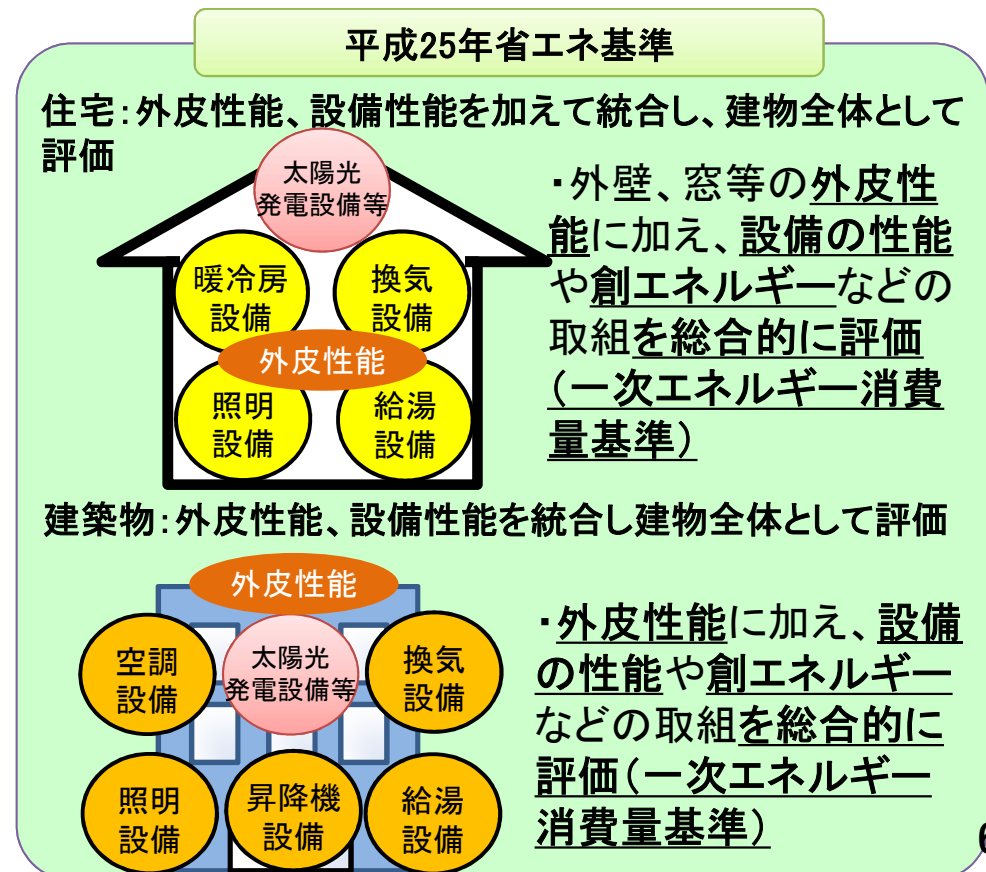 平成25年省エネ基準
住宅：外皮性能、設備性能を加えて統合し、建物全体として
評価
太陽光
発電設備等
暖冷房
設備
換気
設備
外皮性能
照明
設備
給湯
設備
・外壁、窓等の外皮性
能に加え、設備の性能
や創エネルギーなどの
取組を総合的に評価
（一次エネルギー消費
量基準）
建築物：外皮性能、設備性能を統合し建物全体として評価
外皮性能
空調
設備
太陽光
発電設備等
換気
設備
照明
設備
昇降機
設備
給湯
設備
・外皮性能に加え、設備
の性能や創エネルギー
などの取組を総合的に
評価（一次エネルギー
消費量基準）
6